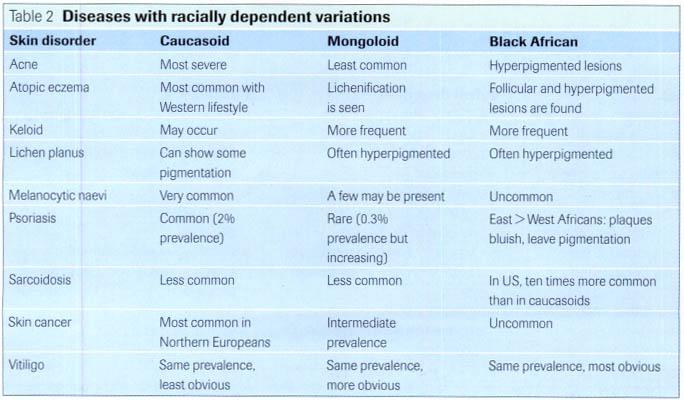 Table 2 Diseases with racially dependent variations
Skin disorder Caucasoid Mongoloid Black African
Acne Most severe Least common Hyperpigmented lesions
Atopic eczema Most common with Lichenification Follicular and hyperpigmented
Western lifestyle is seen lesions are found
Keloid May occur More frequent More frequent
Lichen planus Can show some Often hyperpigmented Often hyperpigmented
pigmentation
Melanocytic naevi Very common A few may be present Uncommon
Psoriasis Common (2% Rare (0.3% East > West Africans: plaques
prevalence) prevalence but bluish, leave pigmentation
increasing)
Sarcoidosis Less common Less common In US, ten times more common
than in caucasoids
Skin cancer Most common in Intermediate Uncommon
Northern Europeans prevalence
Vitiligo Same prevalence, Same prevalence, Same prevalence, most obvious
least obvious more obvious